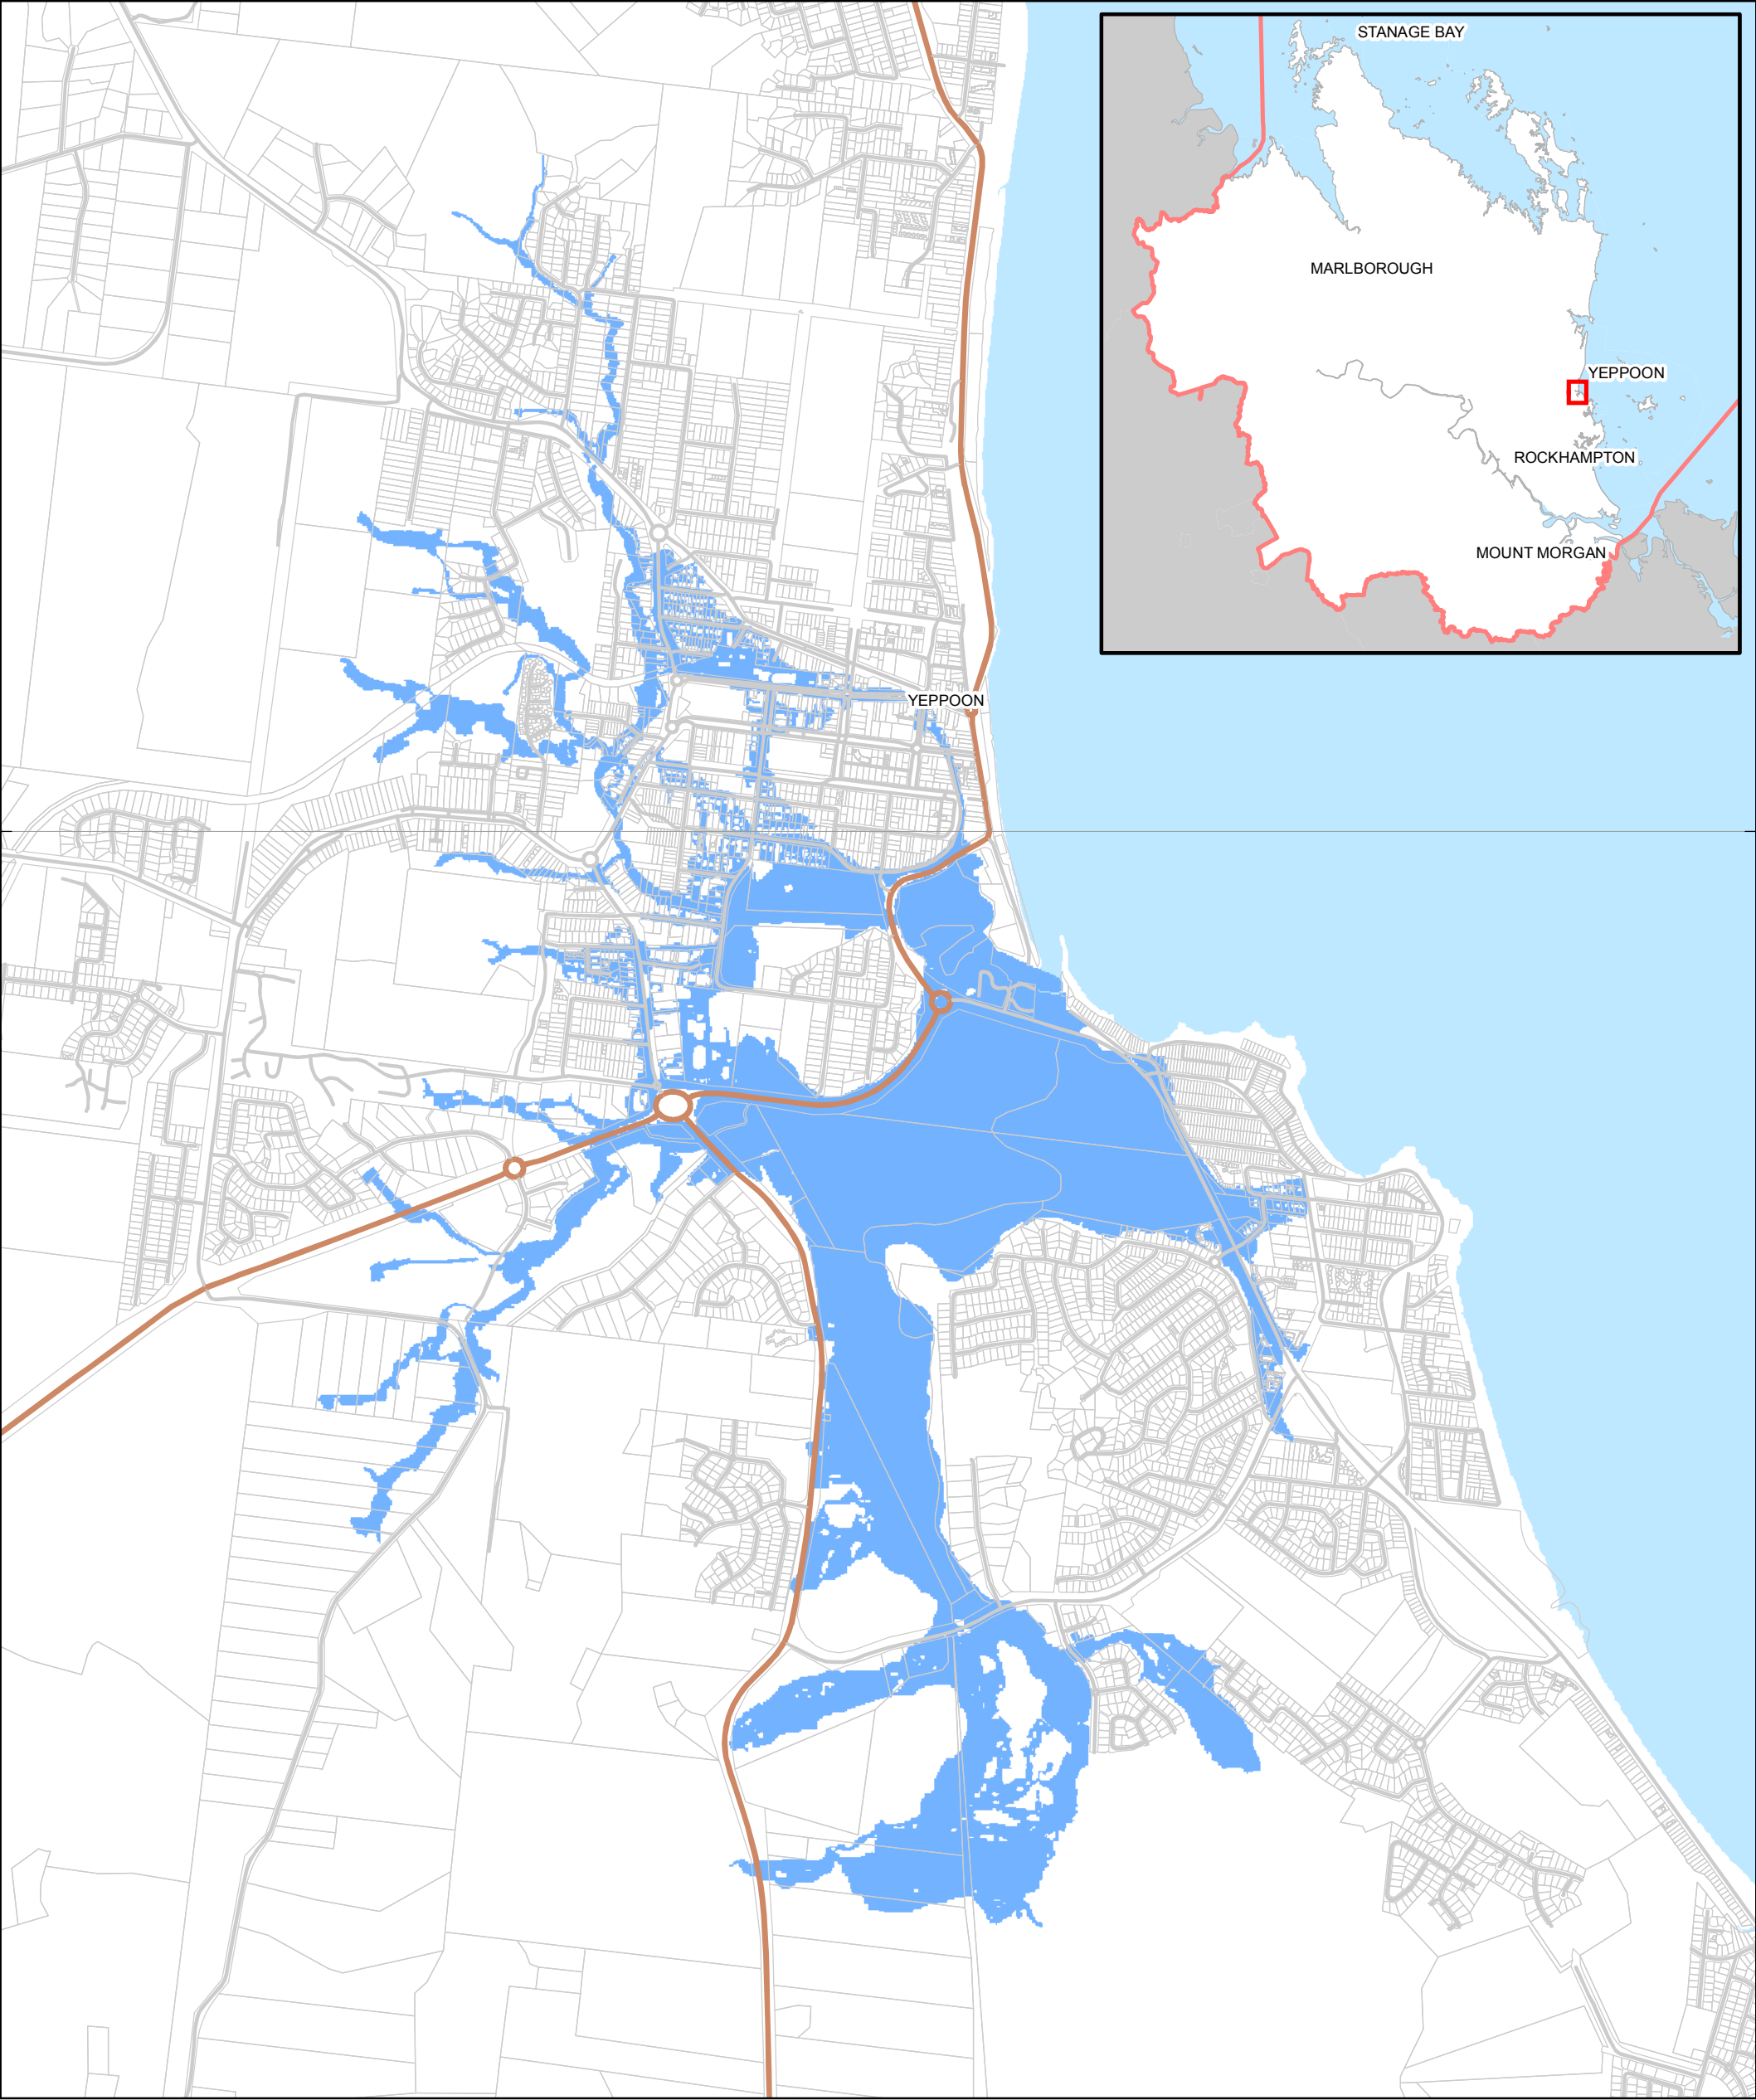 STANAGE BAY
MARLBOROUGH
YEPPOON
ROCKHAMPTON
MOUNT MORGAN
YEPPOON